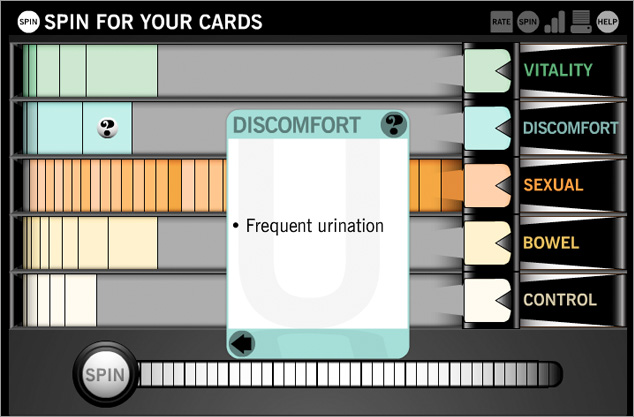 SPIN SPIN FOR YOUR CARDS RATE SPIN HELP
VITALITY
?
DISCOMFORT ?
DISCOMFORT
SEXUAL
U
• Frequent urination
BOWEL
CONTROL
SPIN